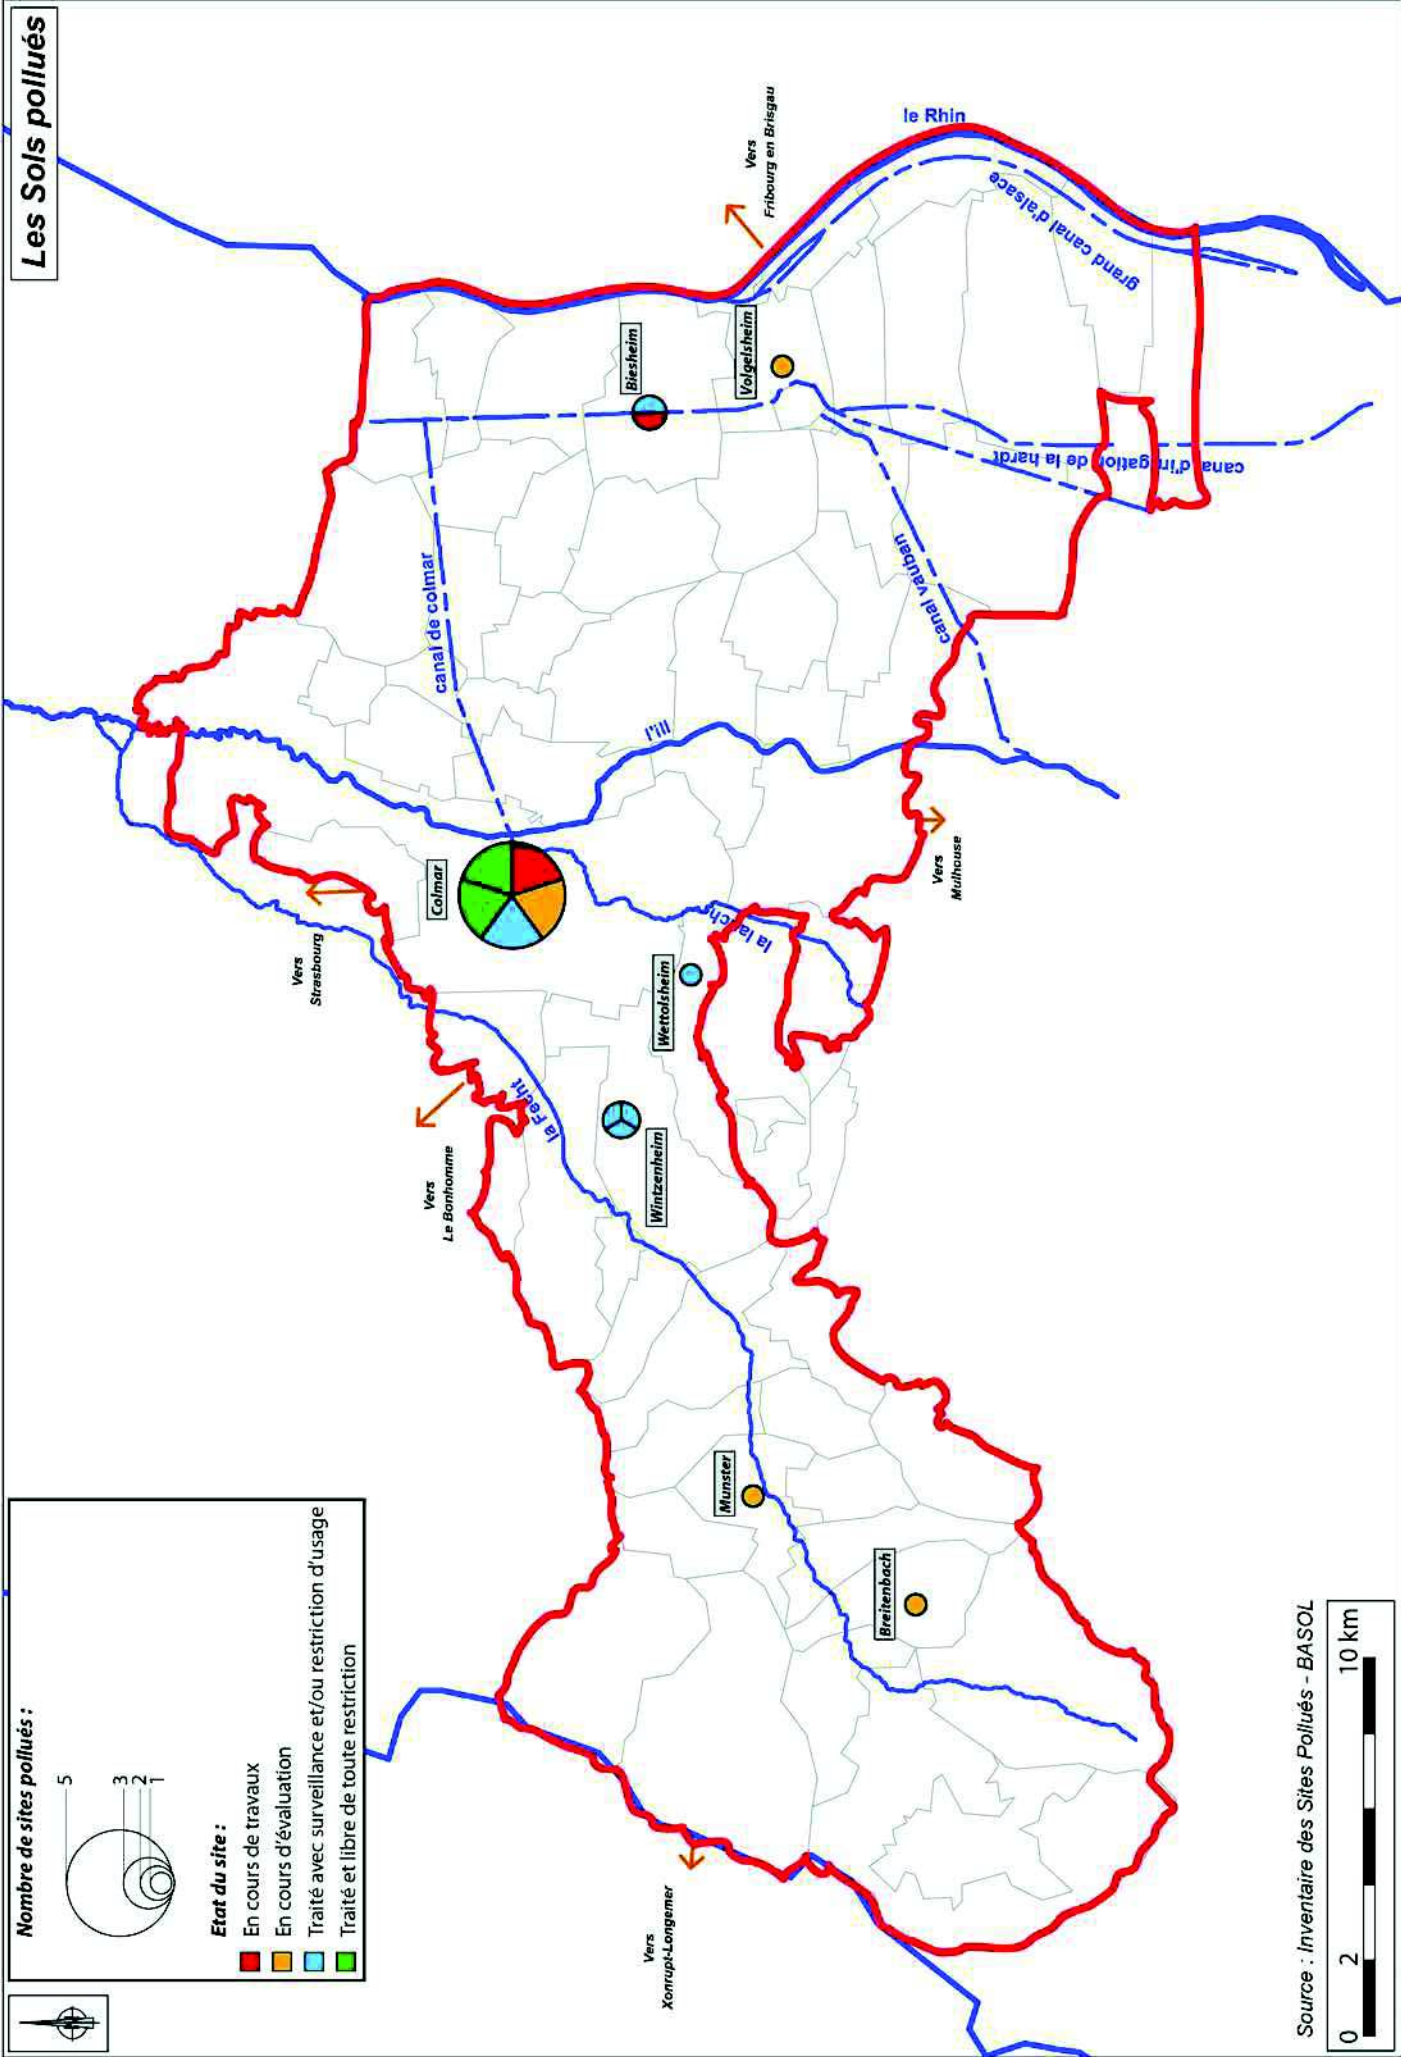 Les Sols pollués
Nombre de sites pollués :
5
3
2
1
Etat du site :
En cours de travaux
En cours d'évaluation
Traité avec surveillance et/ou restriction d'usage
Traité et libre de toute restriction
Vers
Strasbourg
Vers
Le Bonhomme
Vers
Xonrupt-Longemer
Vers
Fribourg en Brisgau
Vers
Mulhouse
Colmar
Biesheim
Volgelsheim
Wettolsheim
Wintzenheim
Munster
Breitenbach
canal de colmar
le Rhin
grand canal d'alsace
canal d'irrigation de la hardt
canal vauban
l'Ill
la lauch
la Fecht
Source : Inventaire des Sites Pollués - BASOL
0 2 10 km